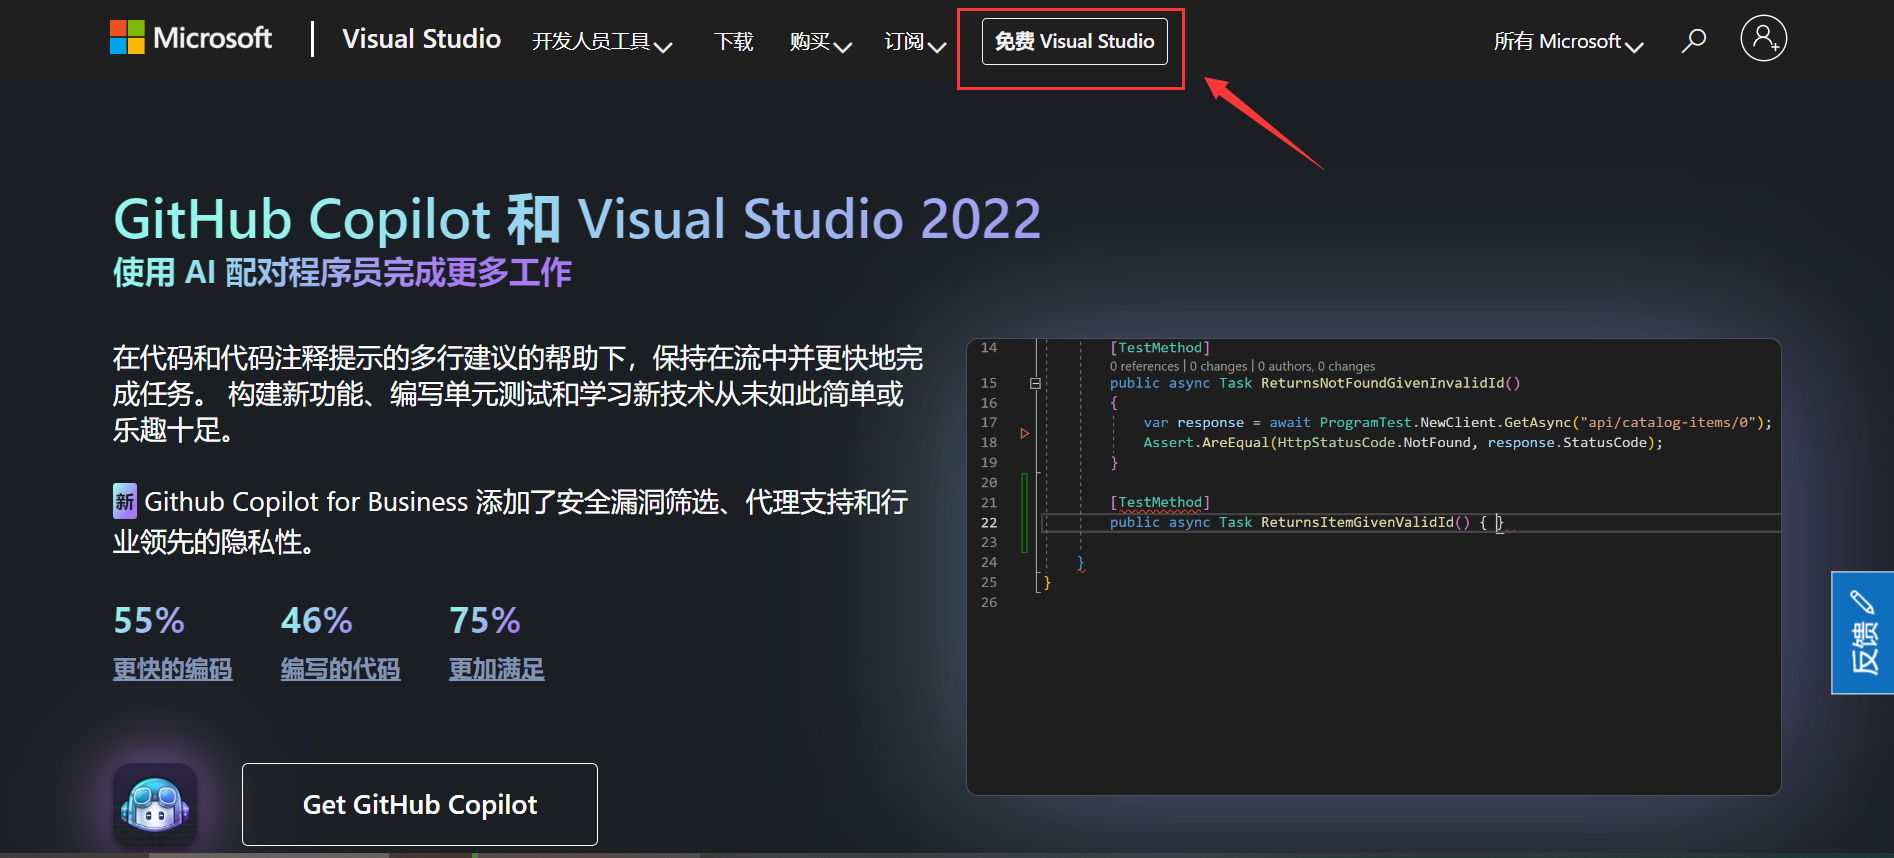 Microsoft
Visual Studio
开发人员工具
下载
购买
订阅
免费 Visual Studio
所有 Microsoft
GitHub Copilot 和 Visual Studio 2022
使用 AI 配对程序员完成更多工作
在代码和代码注释提示的多行建议的帮助下，保持在流中并更快地完
成任务。 构建新功能、编写单元测试和学习新技术从未如此简单或
乐趣十足。
新 Github Copilot for Business 添加了安全漏洞筛选、代理支持和行
业领先的隐私性。
55%
更快的编码
46%
编写的代码
75%
更加满足
Get GitHub Copilot
14 [TestMethod]
0 references | 0 changes | 0 authors, 0 changes
15 public async Task ReturnsNotFoundGivenInvalidId()
16 {
17 var response = await ProgramTest.NewClient.GetAsync("api/catalog-items/0");
18 Assert.AreEqual(HttpStatusCode.NotFound, response.StatusCode);
19 }
20
21 [TestMethod]
22 public async Task ReturnsItemGivenValidId() { }
23
24 }
25 }
26
反馈